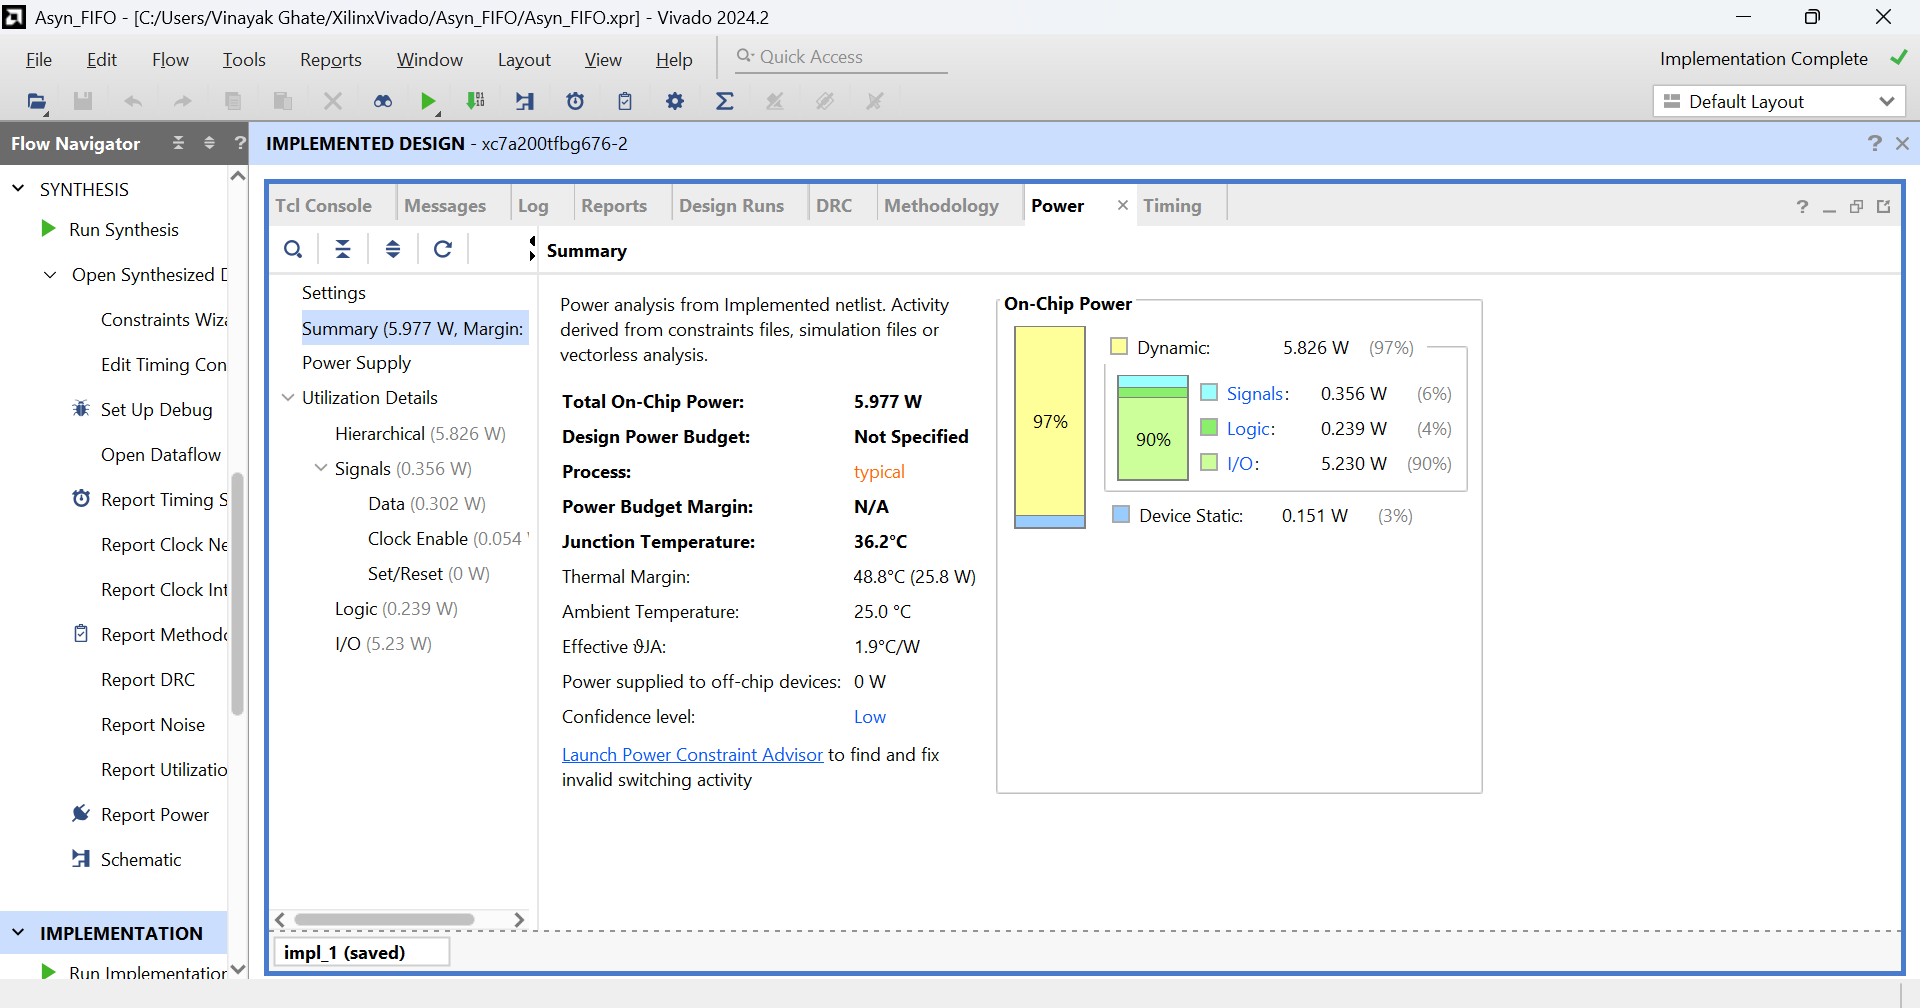 Asyn_FIFO - [C:/Users/Vinayak Ghate/XilinxVivado/Asyn_FIFO/Asyn_FIFO.xpr] - Vivado 2024.2
File Edit Flow Tools Reports Window Layout View Help Quick Access Implementation Complete
Default Layout
Flow Navigator
IMPLEMENTED DESIGN - xc7a200tfbg676-2
SYNTHESIS
Run Synthesis
Open Synthesized D
Constraints Wiza
Edit Timing Con
Set Up Debug
Open Dataflow
Report Timing S
Report Clock Ne
Report Clock Int
Report Methodo
Report DRC
Report Noise
Report Utilizatio
Report Power
Schematic
IMPLEMENTATION
Run Implementation
Tcl Console Messages Log Reports Design Runs DRC Methodology Power Timing
Settings
Summary (5.977 W, Margin:
Power Supply
Utilization Details
Hierarchical (5.826 W)
Signals (0.356 W)
Data (0.302 W)
Clock Enable (0.054
Set/Reset (0 W)
Logic (0.239 W)
I/O (5.23 W)
Summary
Power analysis from Implemented netlist. Activity
derived from constraints files, simulation files or
vectorless analysis.
Total On-Chip Power: 5.977 W
Design Power Budget: Not Specified
Process: typical
Power Budget Margin: N/A
Junction Temperature: 36.2°C
Thermal Margin: 48.8°C (25.8 W)
Ambient Temperature: 25.0 °C
Effective ϑJA: 1.9°C/W
Power supplied to off-chip devices: 0 W
Confidence level: Low
Launch Power Constraint Advisor to find and fix
invalid switching activity
On-Chip Power
97%
Dynamic: 5.826 W (97%)
90%
Signals: 0.356 W (6%)
Logic: 0.239 W (4%)
I/O: 5.230 W (90%)
Device Static: 0.151 W (3%)
impl_1 (saved)